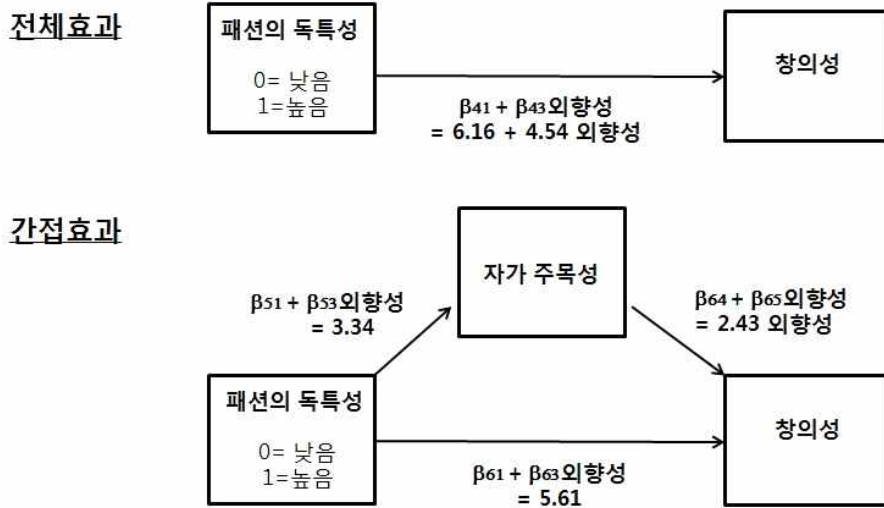 전체효과
패션의 독특성
0= 낮음
1=높음
β41 + β43외향성
= 6.16 + 4.54 외향성
창의성
간접효과
자가 주목성
β51 + β53외향성
= 3.34
β64 + β65외향성
= 2.43 외향성
패션의 독특성
0= 낮음
1=높음
β61 + β63외향성
= 5.61
창의성